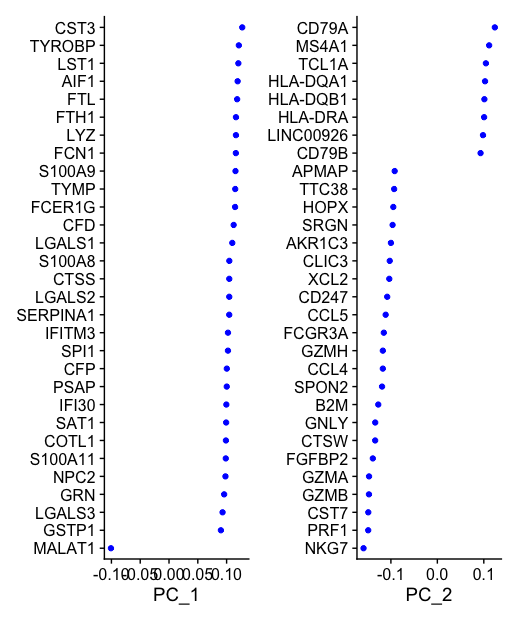 CST3
TYROBP
LST1
AIF1
FTL
FTH1
LYZ
FCN1
S100A9
TYMP
FCER1G
CFD
LGALS1
S100A8
CTSS
LGALS2
SERPINA1
IFITM3
SPI1
CFP
PSAP
IFI30
SAT1
COTL1
S100A11
NPC2
GRN
LGALS3
GSTP1
MALAT1
-0.10 -0.05 0.00 0.05 0.10
PC_1
CD79A
MS4A1
TCL1A
HLA-DQA1
HLA-DQB1
HLA-DRA
LINC00926
CD79B
APMAP
TTC38
HOPX
SRGN
AKR1C3
CLIC3
XCL2
CD247
CCL5
FCGR3A
GZMH
CCL4
SPON2
B2M
GNLY
CTSW
FGFBP2
GZMA
GZMB
CST7
PRF1
NKG7
-0.1 0.0 0.1
PC_2